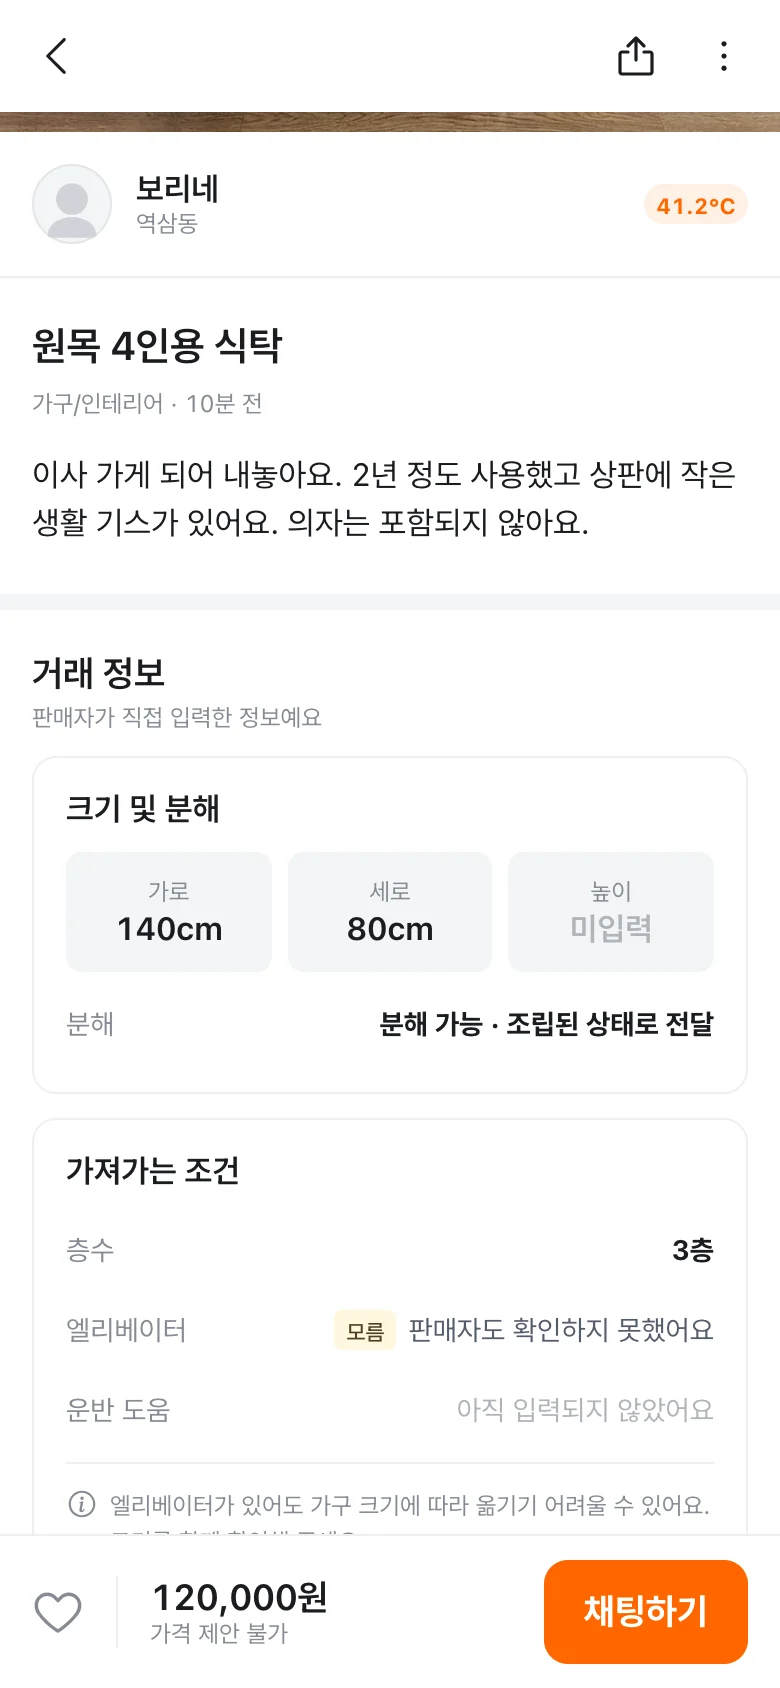 보리네
역삼동
41.2°C
원목 4인용 식탁
가구/인테리어 · 10분 전
이사 가게 되어 내놓아요. 2년 정도 사용했고 상판에 작은
생활 기스가 있어요. 의자는 포함되지 않아요.
거래 정보
판매자가 직접 입력한 정보예요
크기 및 분해
가로 세로 높이
140cm 80cm 미입력
분해 분해 가능 · 조립된 상태로 전달
가져가는 조건
층수 3층
엘리베이터 모름 판매자도 확인하지 못했어요
운반 도움 아직 입력되지 않았어요
엘리베이터가 있어도 가구 크기에 따라 옮기기 어려울 수 있어요.
120,000원
가격 제안 불가
채팅하기